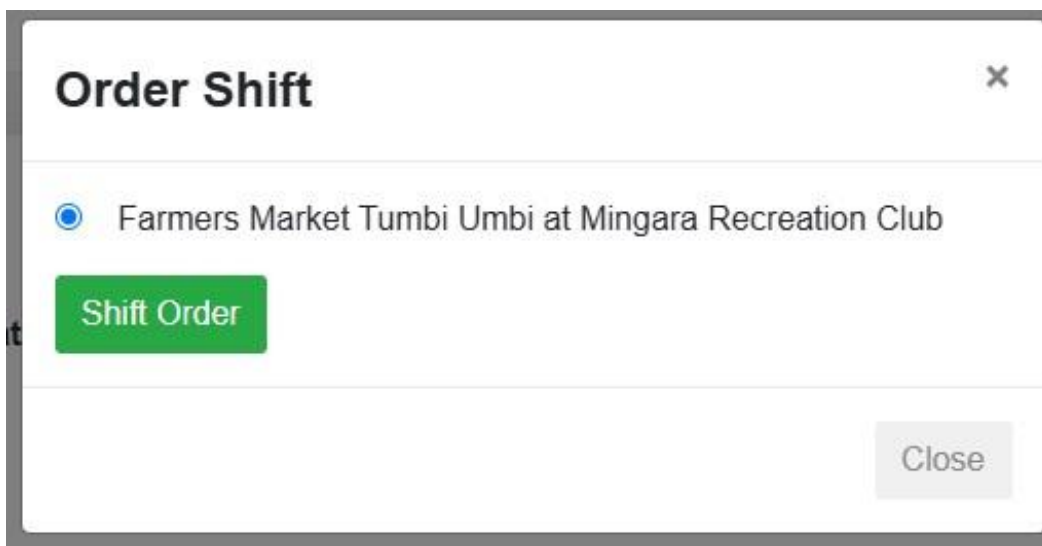 Order Shift
×
Farmers Market Tumbi Umbi at Mingara Recreation Club
Shift Order
Close